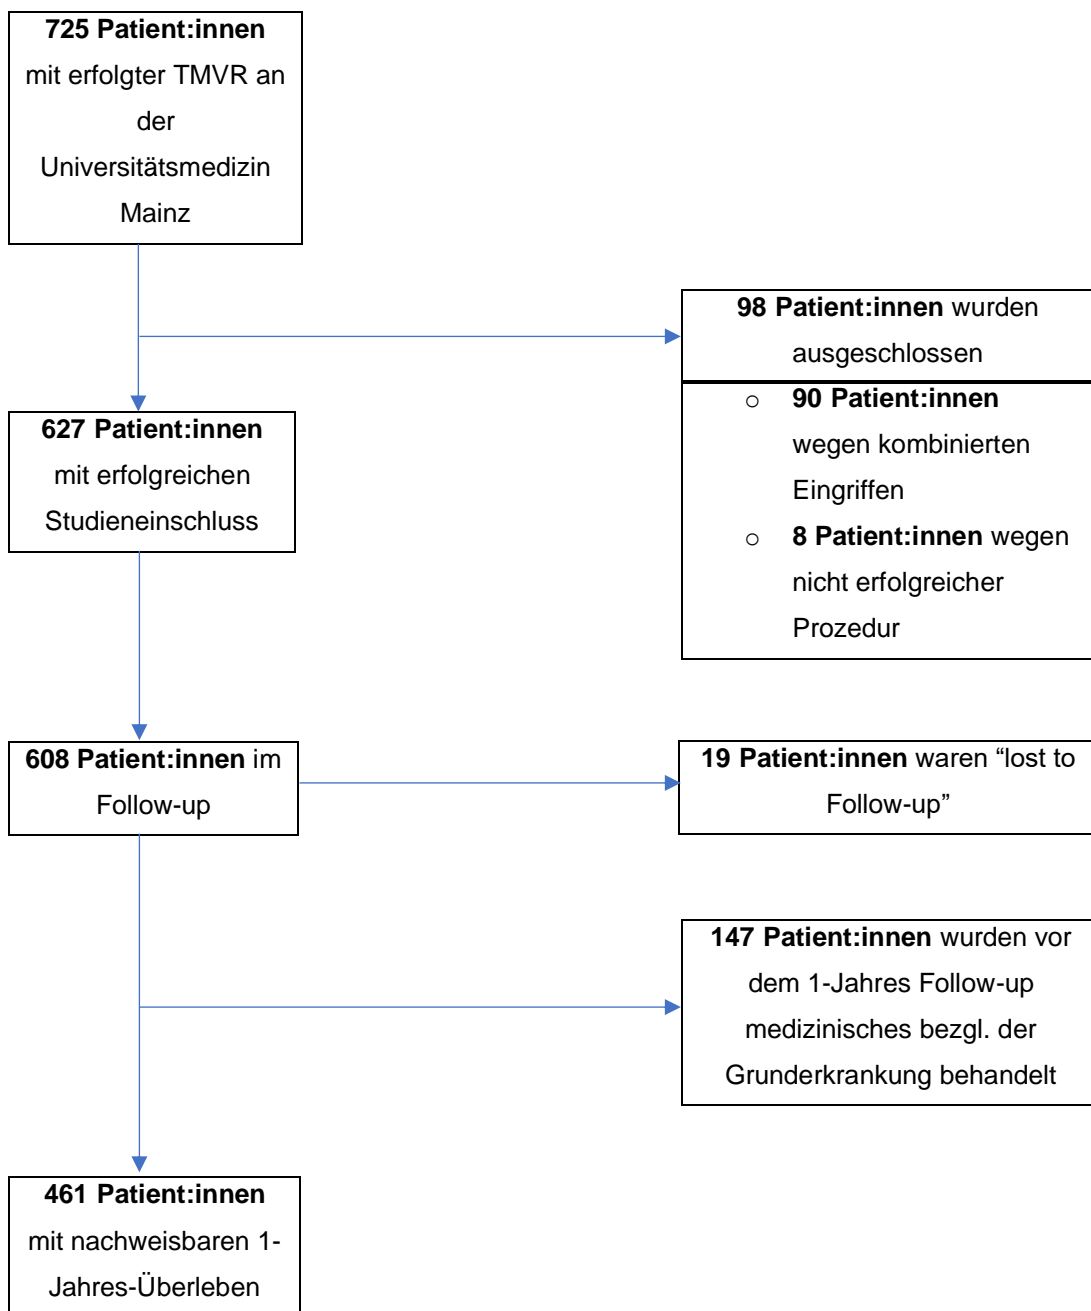 725 Patient:innen
mit erfolgter TMVR an
der
Universitätsmedizin
Mainz
98 Patient:innen wurden
ausgeschlossen
o 90 Patient:innen
wegen kombinierten
Eingriffen
o 8 Patient:innen wegen
nicht erfolgreicher
Prozedur
627 Patient:innen
mit erfolgreichen
Studieneinschluss
608 Patient:innen im
Follow-up
19 Patient:innen waren “lost to
Follow-up”
147 Patient:innen wurden vor
dem 1-Jahres Follow-up
medizinisches bezgl. der
Grunderkrankung behandelt
461 Patient:innen
mit nachweisbaren 1-
Jahres-Überleben